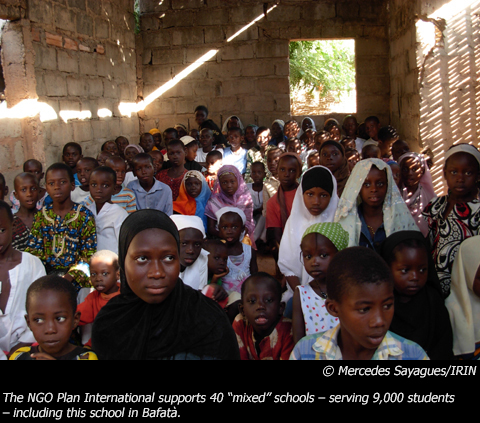 © Mercedes Sayagues/IRIN
The NGO Plan International supports 40 “mixed” schools – serving 9,000 students
– including this school in Bafatà.